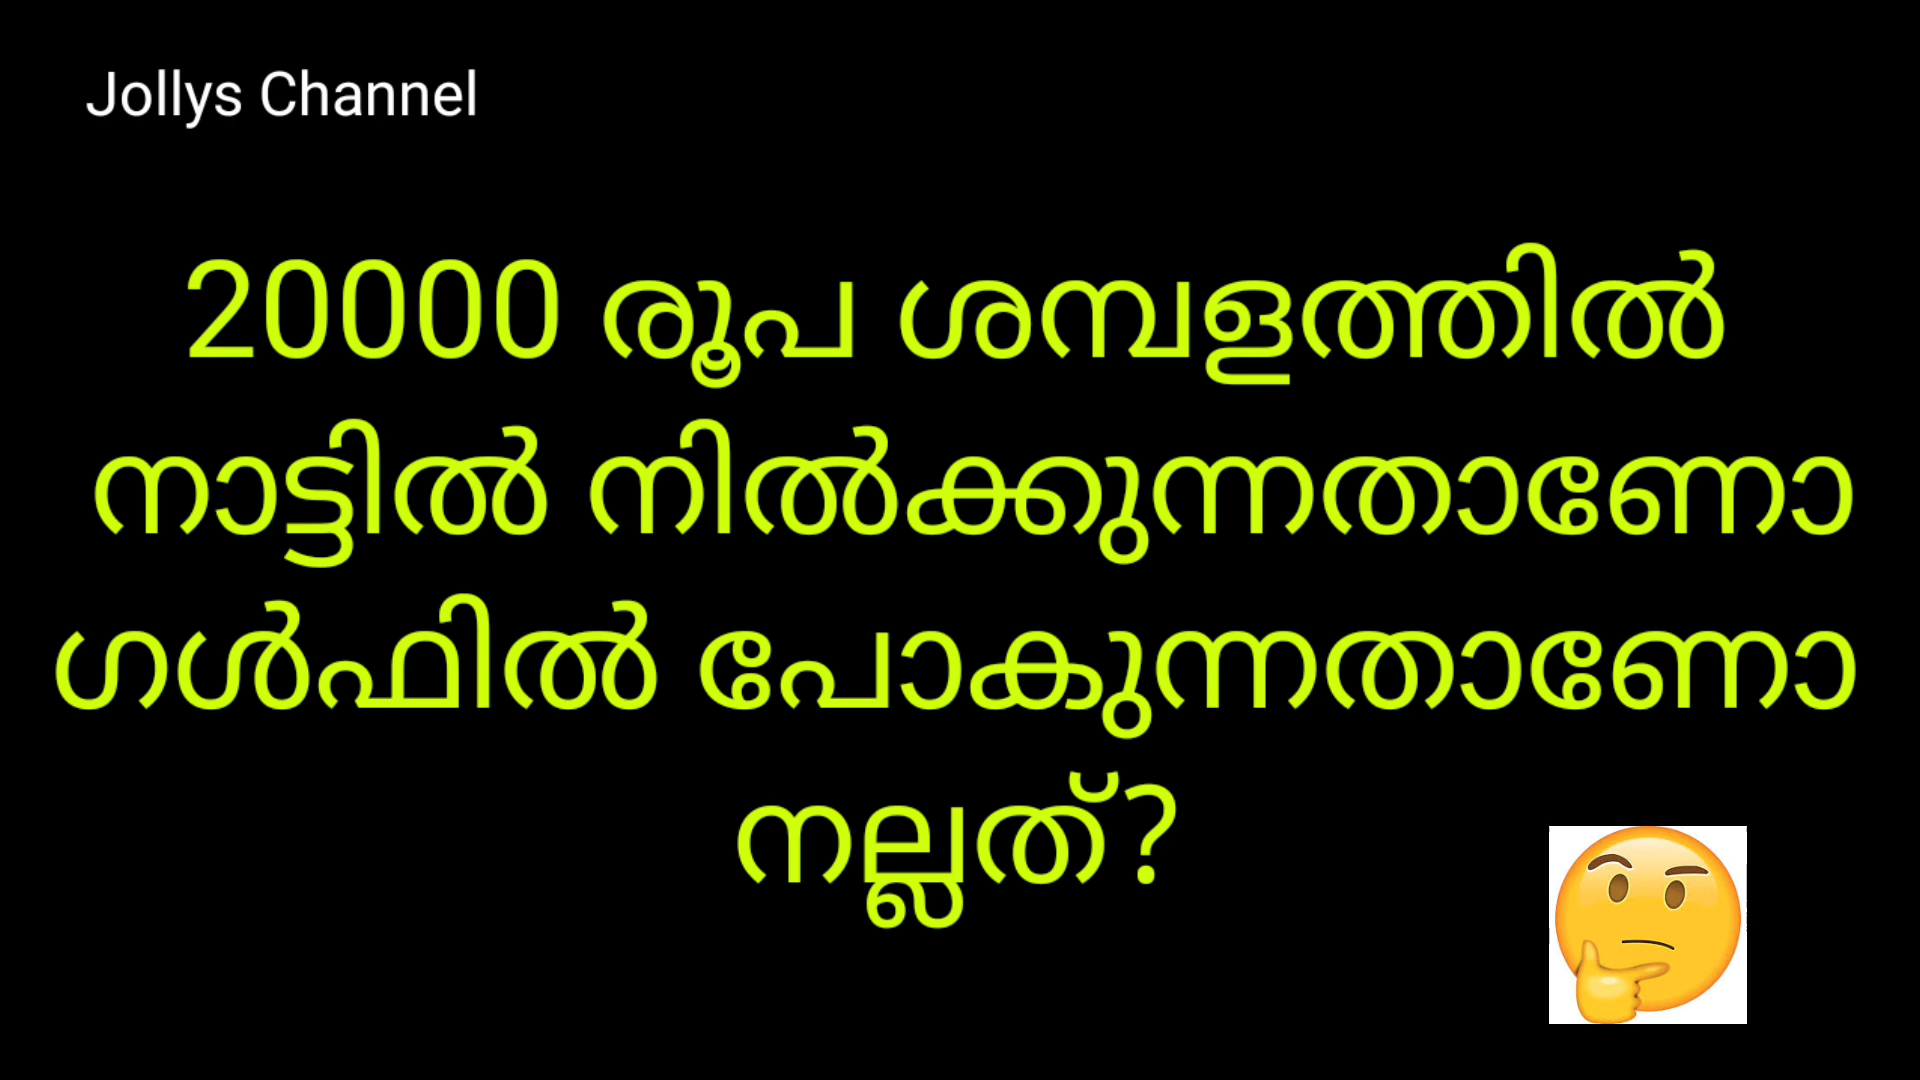 Jollys Channel
20000 രൂപ ശമ്പളത്തിൽ
നാട്ടിൽ നിൽക്കുന്നതാണോ
ഗൾഫിൽ പോകുന്നതാണോ
നല്ലത്?